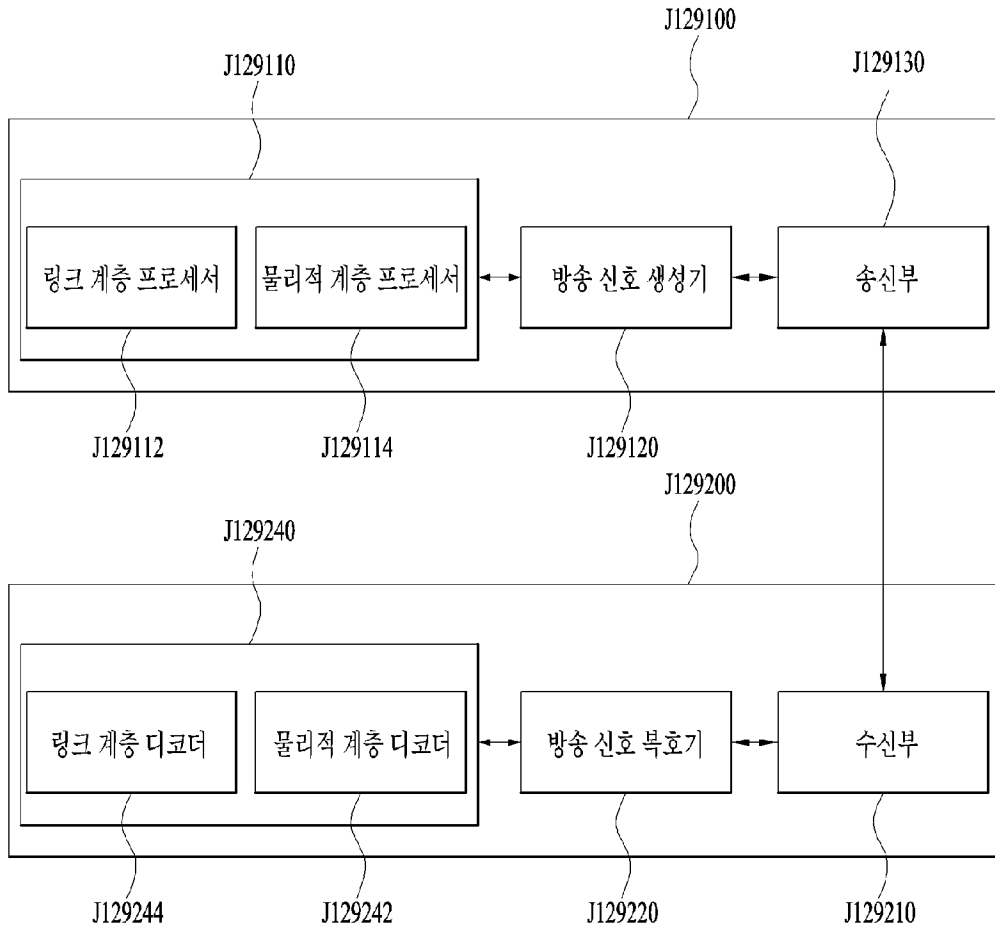 J129100
J129110
J129130
링크 계층 프로세서
물리적 계층 프로세서
방송 신호 생성기
송신부
J129112
J129114
J129120
J129200
J129240
링크 계층 디코더
물리적 계층 디코더
방송 신호 복호기
수신부
J129244
J129242
J129220
J129210